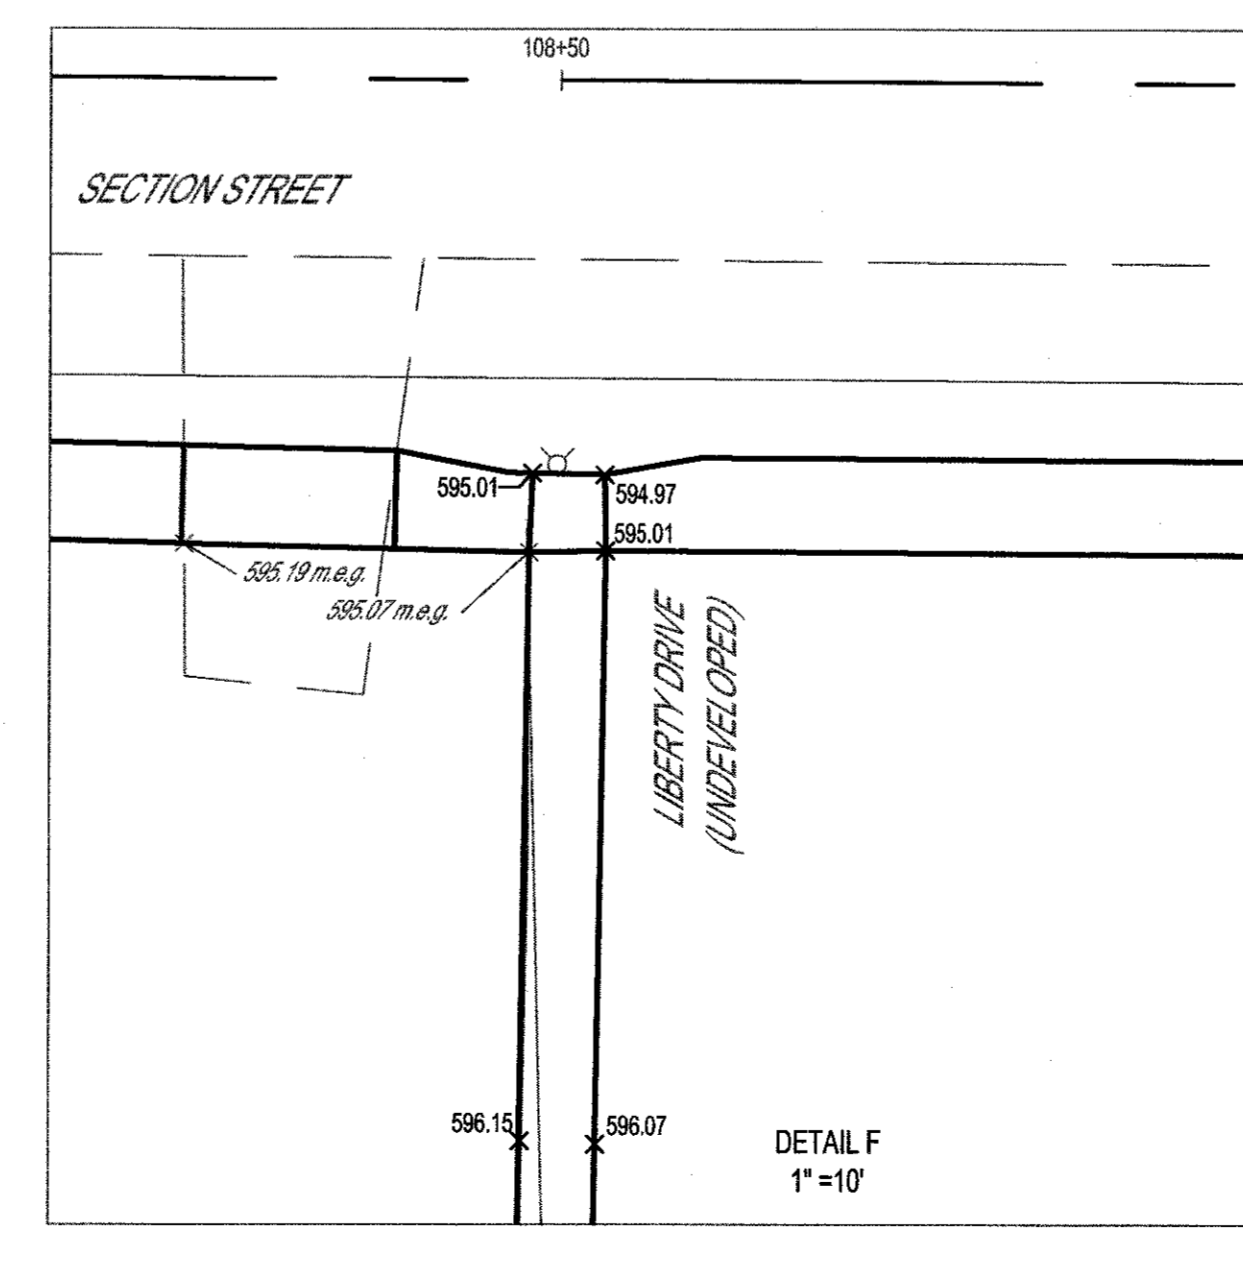 108+50
SECTION STREET
595.01
594.97
595.01
595.19 m.e.g.
595.07 m.e.g.
LIBERTY DRIVE
(UNDEVELOPED)
596.15
596.07
DETAIL F
1" =10'